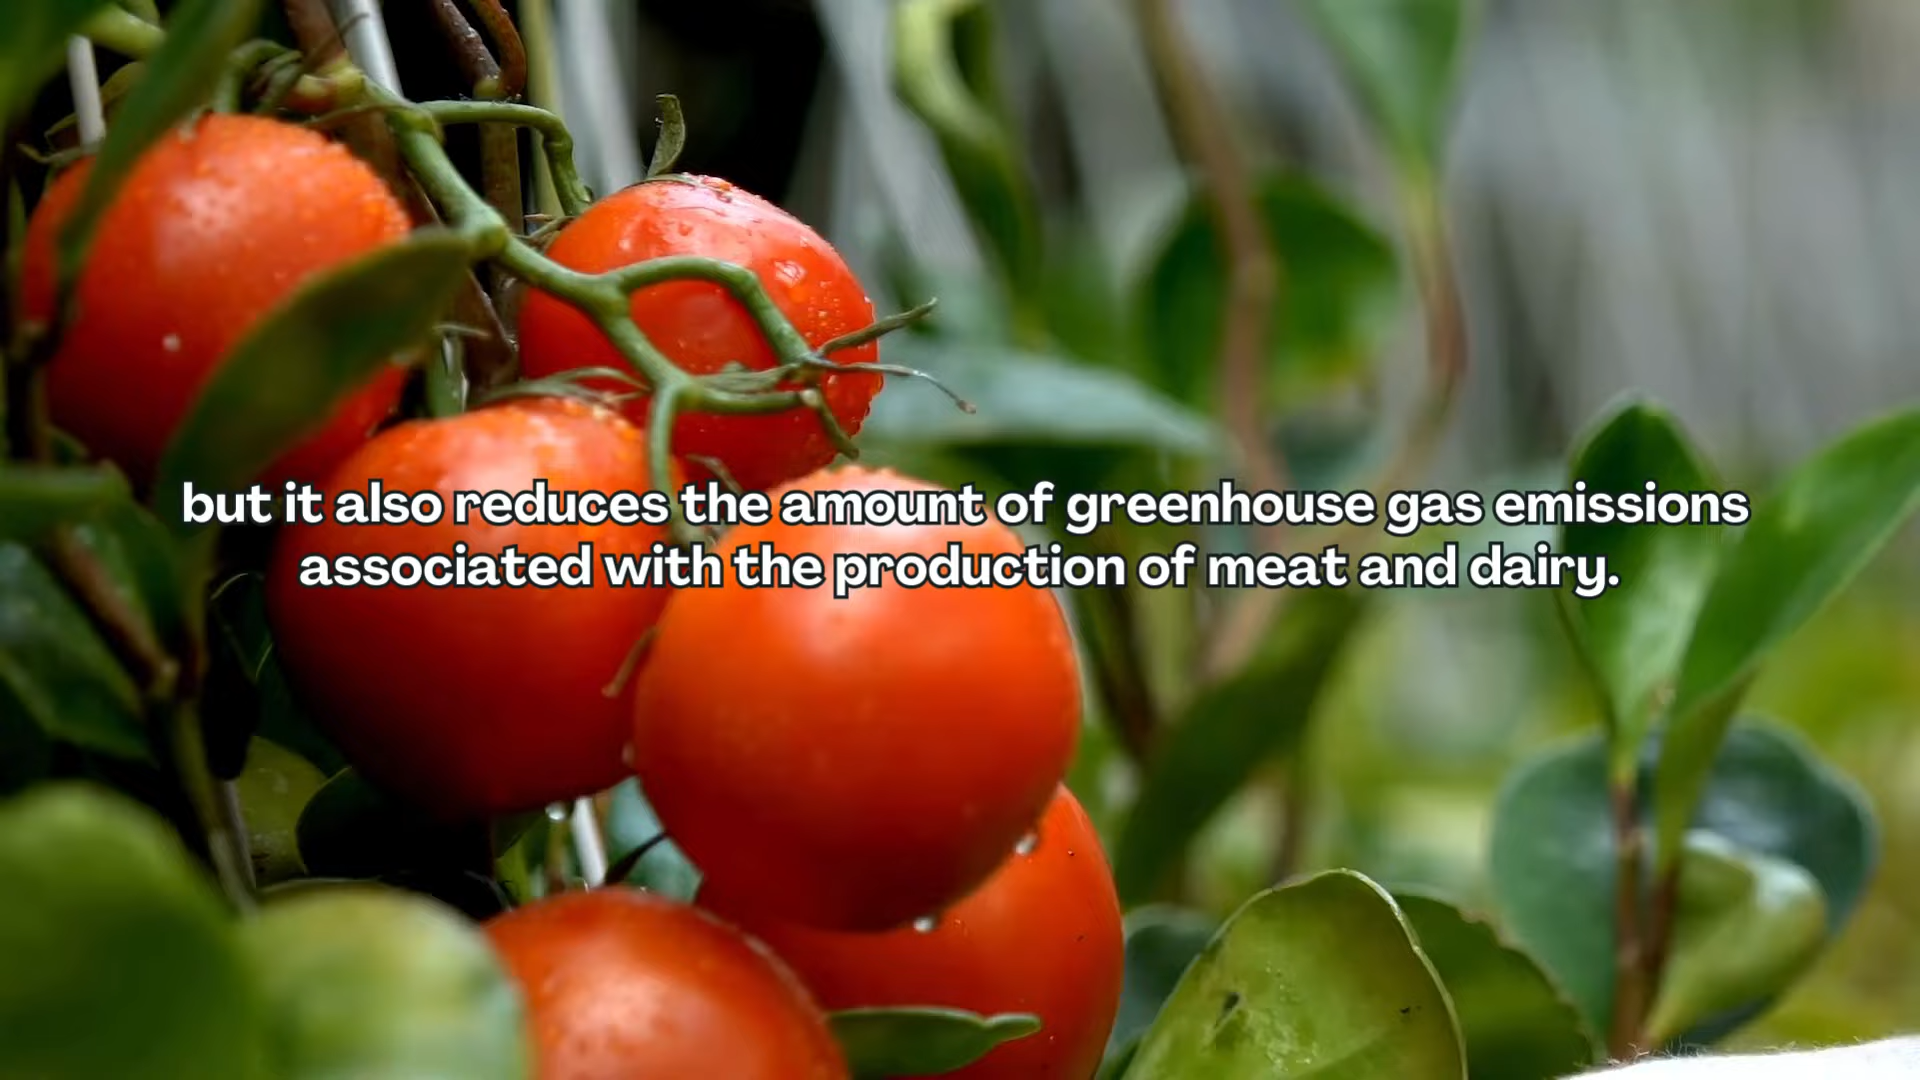 but it also reduces the amount of greenhouse gas emissions
associated with the production of meat and dairy.